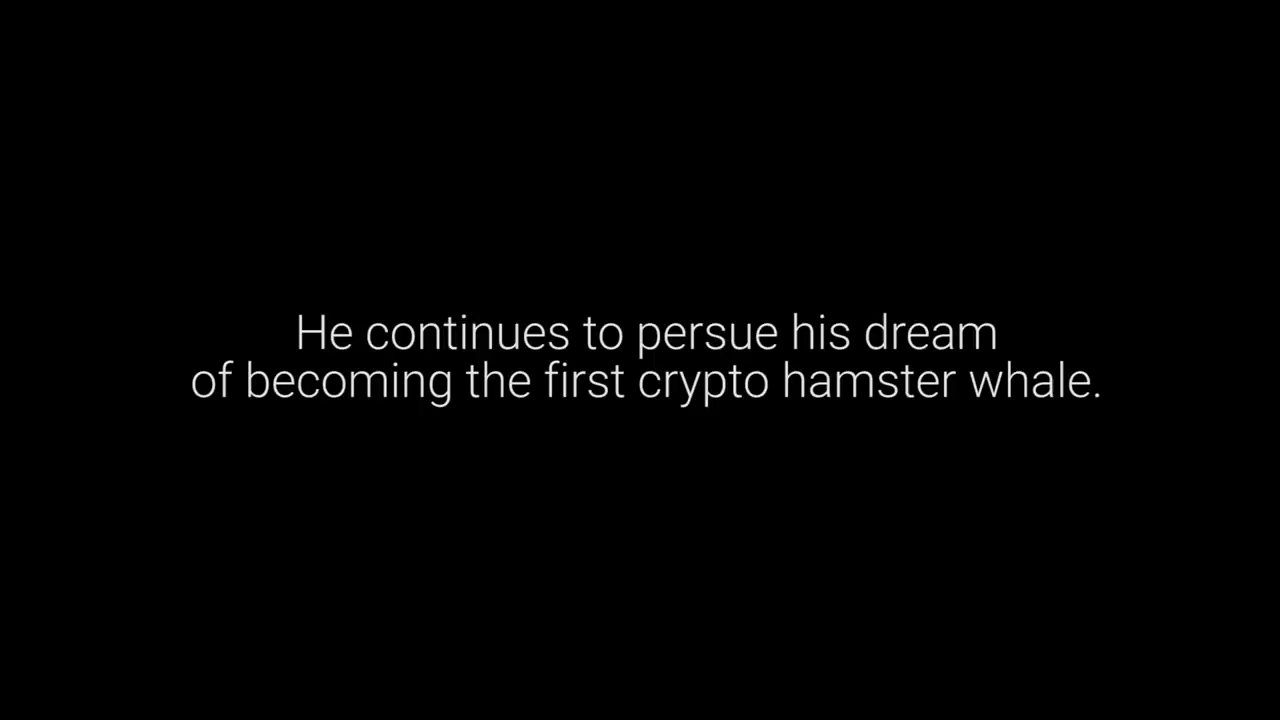 He continues to persue his dream
of becoming the first crypto hamster whale.